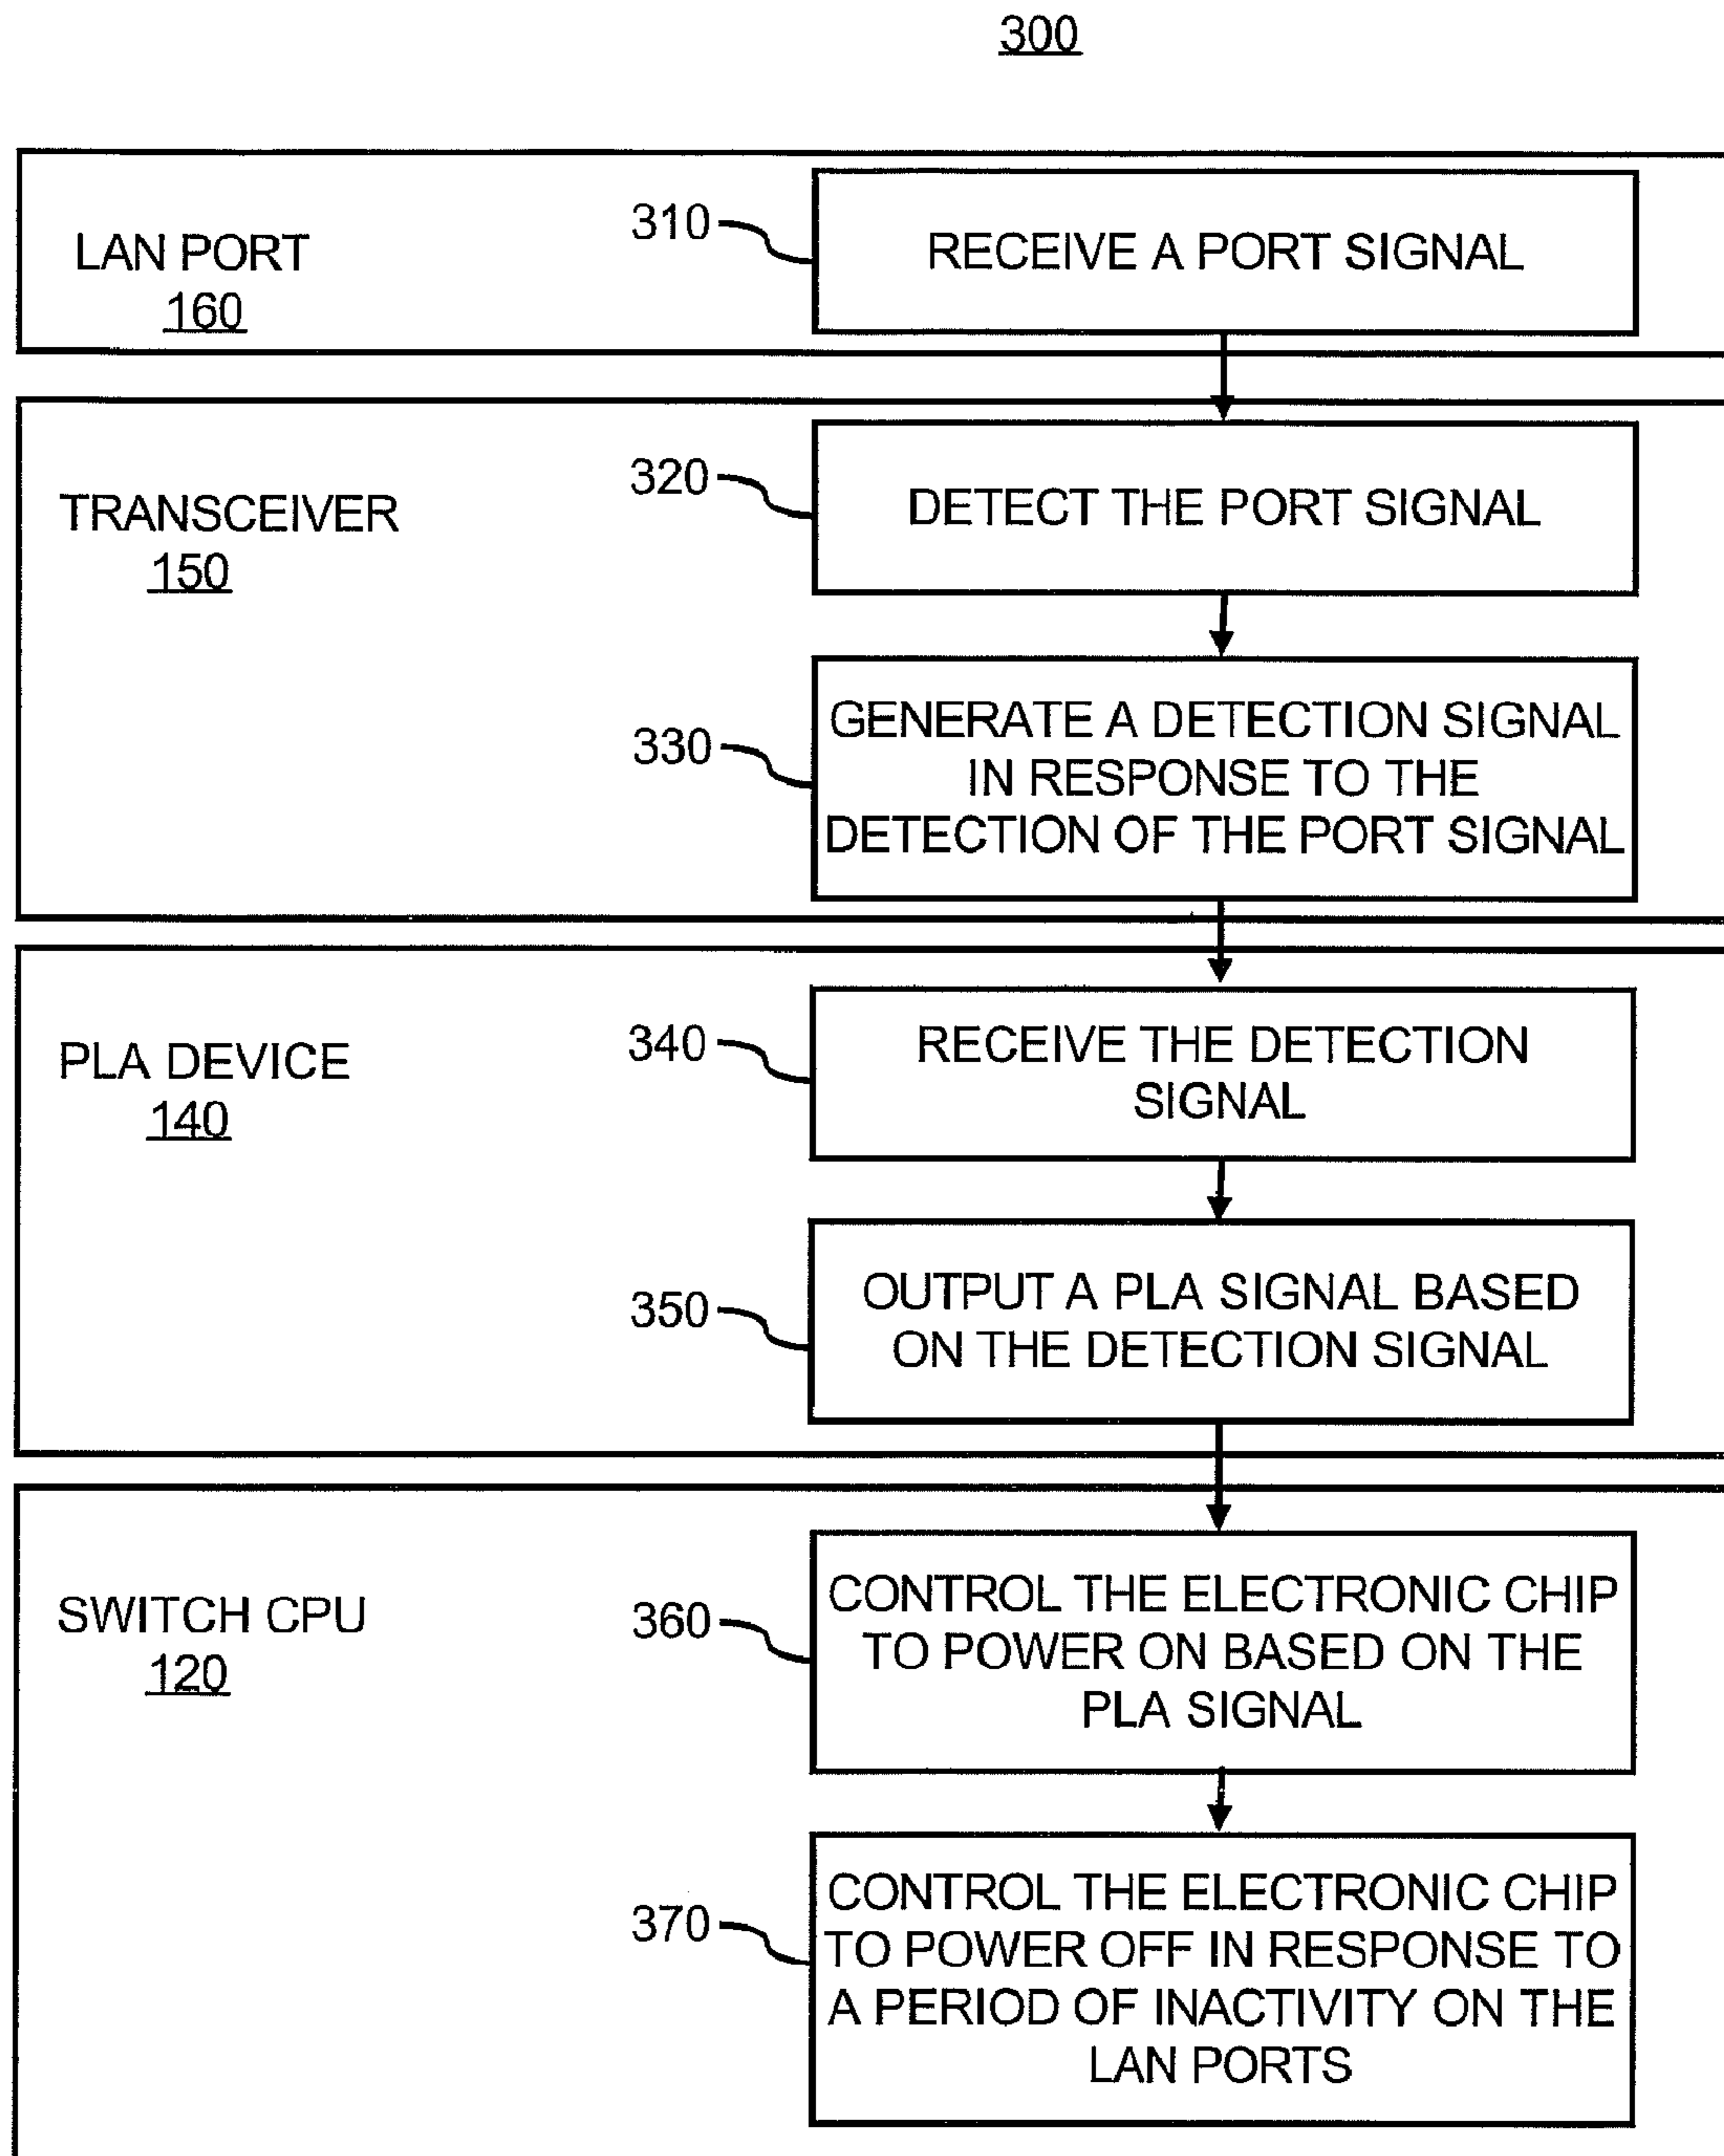 300
LAN PORT
160
310
RECEIVE A PORT SIGNAL
TRANSCEIVER
150
320
DETECT THE PORT SIGNAL
330
GENERATE A DETECTION SIGNAL
IN RESPONSE TO THE
DETECTION OF THE PORT SIGNAL
PLA DEVICE
140
340
RECEIVE THE DETECTION
SIGNAL
350
OUTPUT A PLA SIGNAL BASED
ON THE DETECTION SIGNAL
SWITCH CPU
120
360
CONTROL THE ELECTRONIC CHIP
TO POWER ON BASED ON THE
PLA SIGNAL
370
CONTROL THE ELECTRONIC CHIP
TO POWER OFF IN RESPONSE TO
A PERIOD OF INACTIVITY ON THE
LAN PORTS